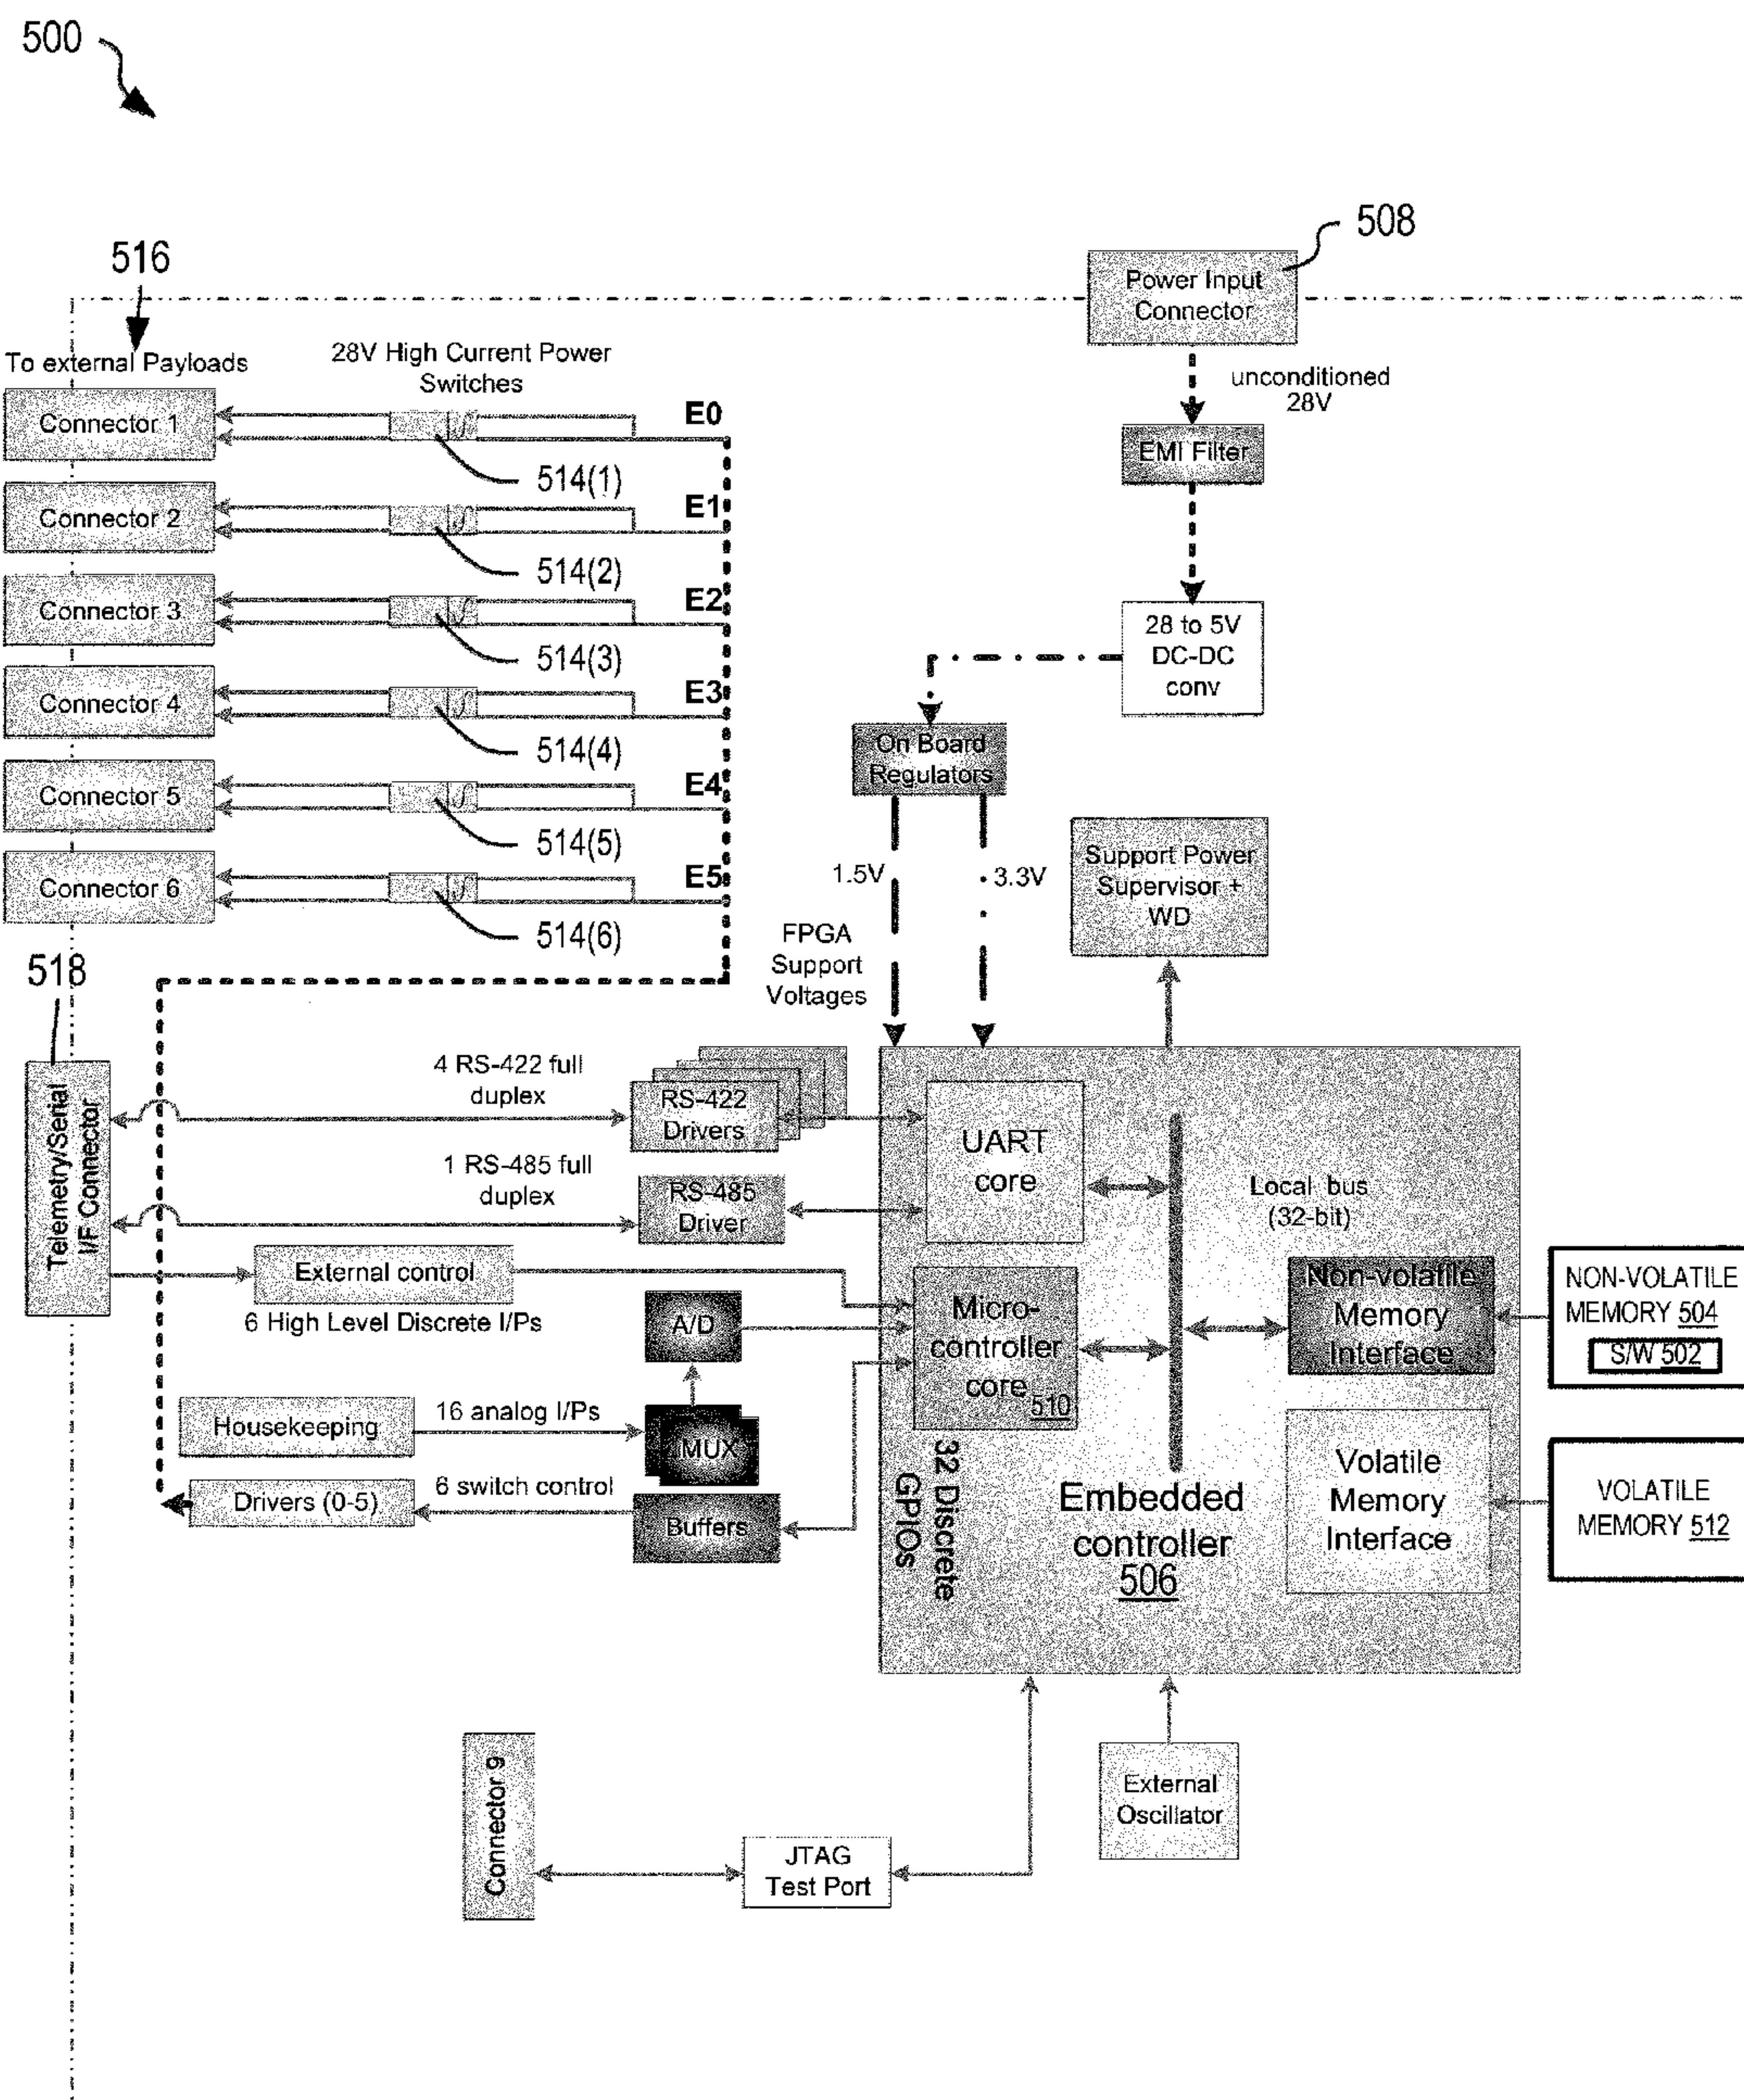 500
508
Power Input
Connector
516
To external Payloads
28V High Current Power
Switches
unconditioned
28V
EMI Filter
28 to 5V
DC-DC
conv
Connector 1
E0
514(1)
Connector 2
E1
514(2)
Connector 3
E2
514(3)
Connector 4
E3
514(4)
Connector 5
E4
514(5)
Connector 6
E5
514(6)
On Board
Regulators
1.5V
3.3V
FPGA
Support
Voltages
Support Power
Supervisor +
WD
518
Telemetry/Serial
I/F Connector
4 RS-422 full
duplex
RS-422
Drivers
1 RS-485 full
duplex
RS-485
Driver
External control
6 High Level Discrete I/Ps
A/D
Housekeeping
16 analog I/Ps
MUX
Drivers (0-5)
6 switch control
Buffers
UART
core
Local bus
(32-bit)
Micro-
controller
core 510
Non-volatile
Memory
Interface
NON-VOLATILE
MEMORY 504
S/W 502
32 Discrete
GPIOs
Embedded
controller
506
Volatile
Memory
Interface
VOLATILE
MEMORY 512
Connector 9
JTAG
Test Port
External
Oscillator